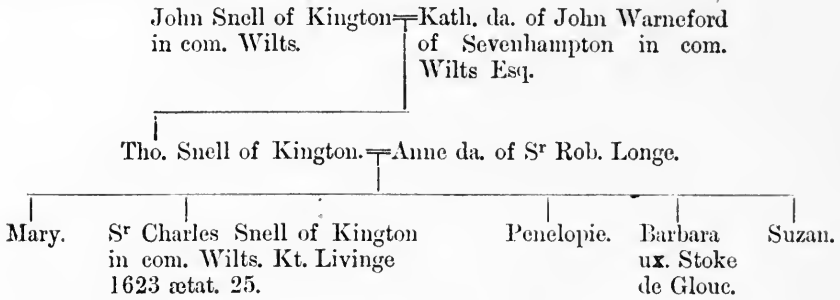 John Snell of Kington = Kath. da. of John Warneford
in com. Wilts. of Sevenhampton in com.
Wilts Esq.
Tho. Snell of Kington. = Anne da. of Sr Rob. Longe.
Mary. Sr Charles Snell of Kington Penelopie. Barbara Suzan.
in com. Wilts. Kt. Livinge ux. Stoke
1623 ætat. 25. de Glouc.